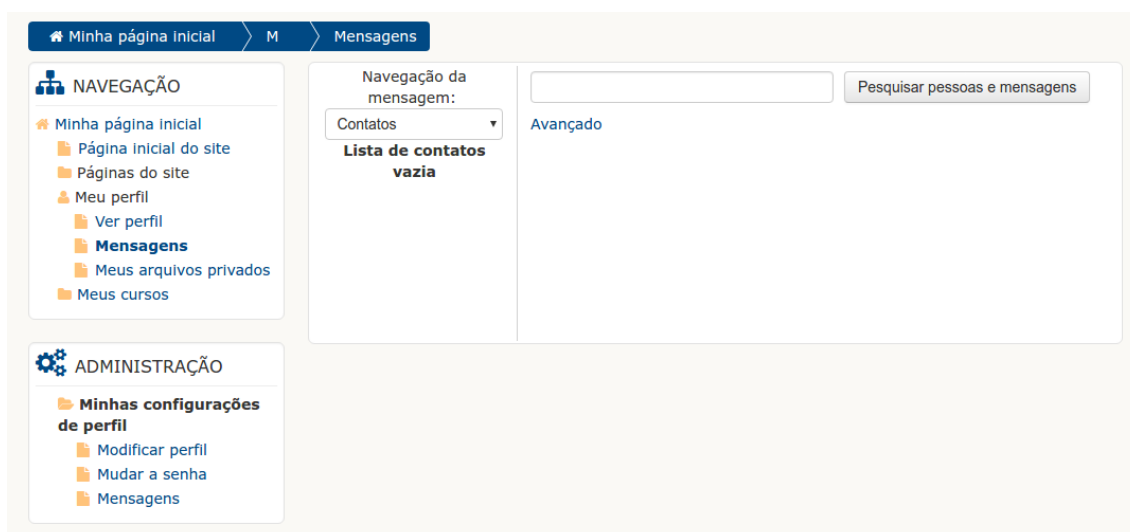 Minha página inicial M Mensagens
NAVEGAÇÃO
Minha página inicial
Página inicial do site
Páginas do site
Meu perfil
Ver perfil
Mensagens
Meus arquivos privados
Meus cursos
ADMINISTRAÇÃO
Minhas configurações
de perfil
Modificar perfil
Mudar a senha
Mensagens
Navegação da
mensagem:
Contatos
Lista de contatos
vazia
Pesquisar pessoas e mensagens
Avançado